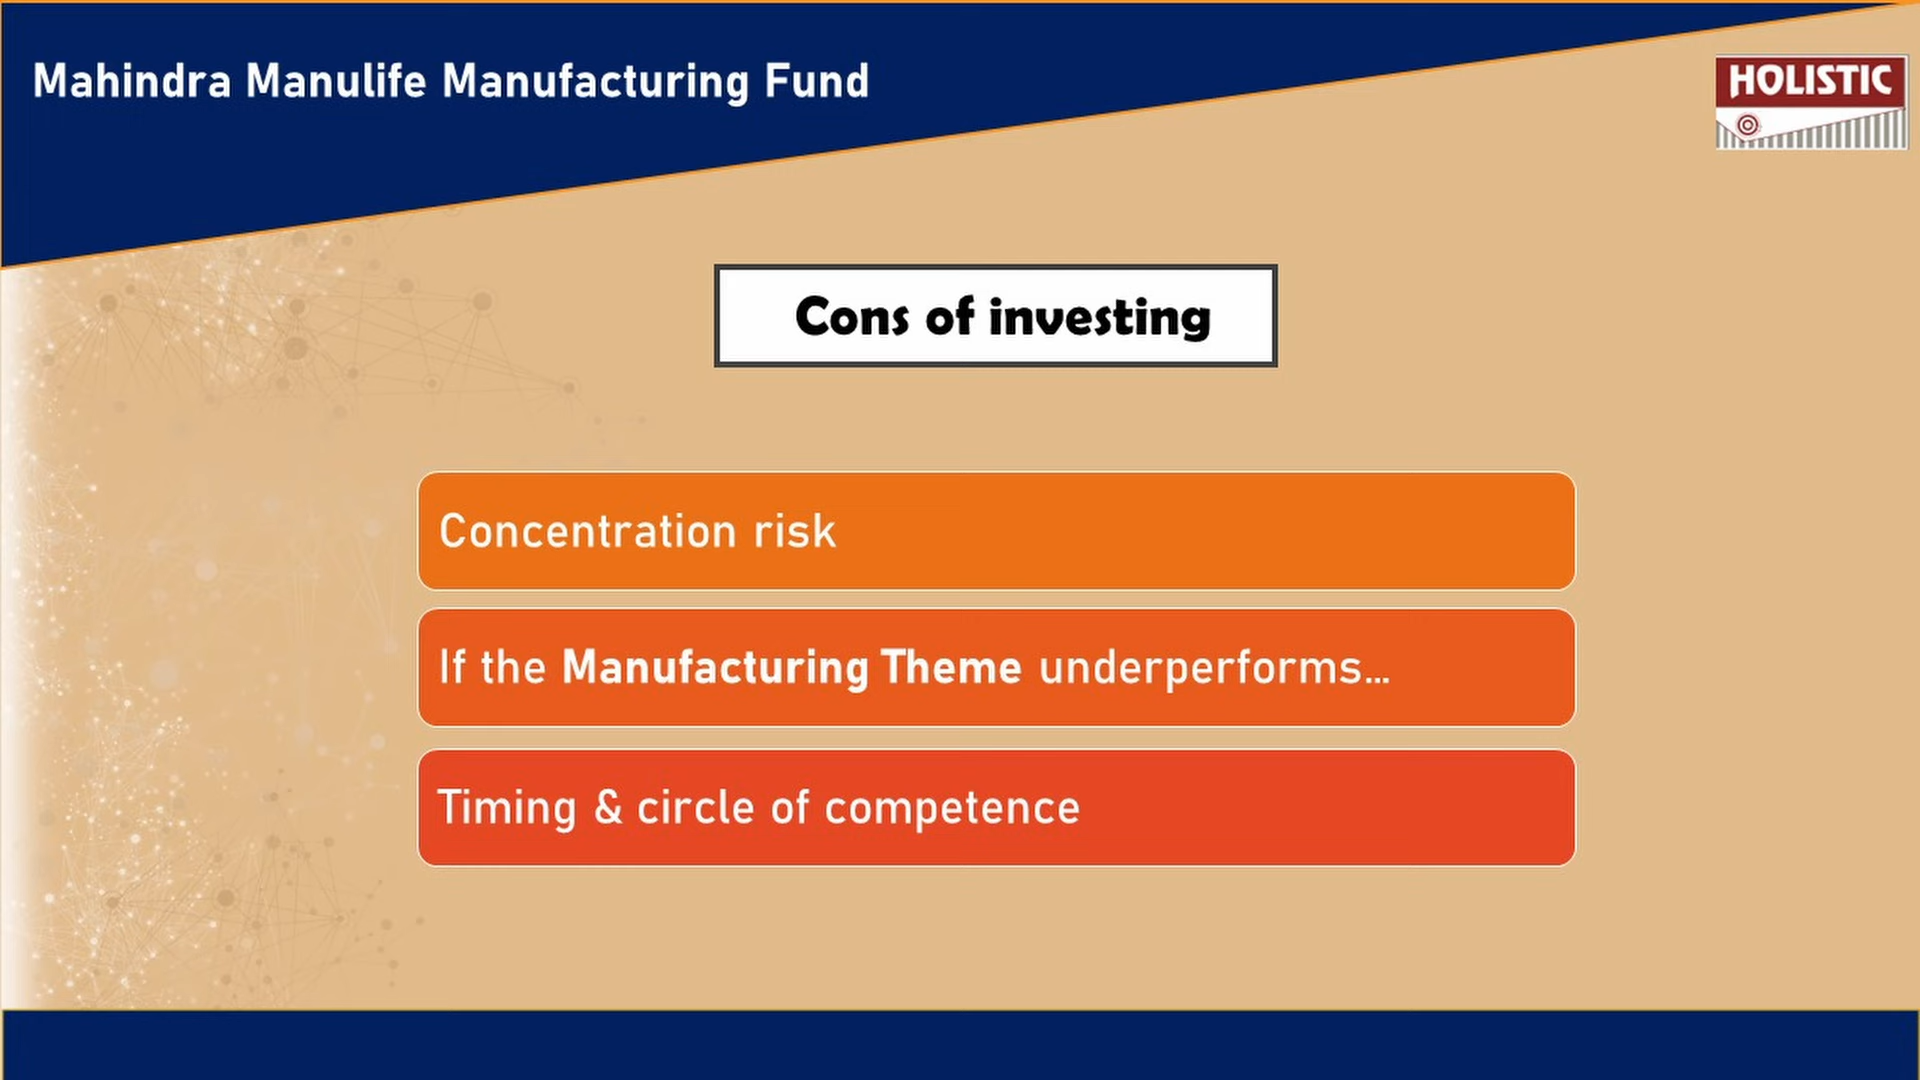 Mahindra Manulife Manufacturing Fund
HOLISTIC
Cons of investing
Concentration risk
If the Manufacturing Theme underperforms...
Timing & circle of competence